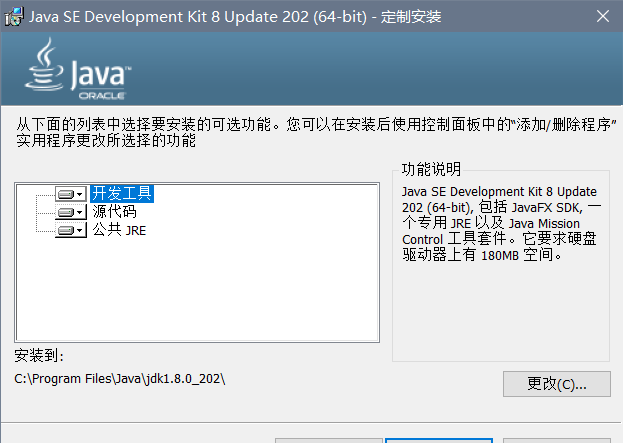 Java SE Development Kit 8 Update 202 (64-bit) - 定制安装
Java™
ORACLE
从下面的列表中选择要安装的可选功能。您可以在安装后使用控制面板中的“添加/删除程序”
实用程序更改所选择的功能
开发工具
源代码
公共 JRE
功能说明
Java SE Development Kit 8 Update
202 (64-bit), 包括 JavaFX SDK, 一
个专用 JRE 以及 Java Mission
Control 工具套件。它要求硬盘
驱动器上有 180MB 空间。
安装到:
C:\Program Files\Java\jdk1.8.0_202\
更改(C)...